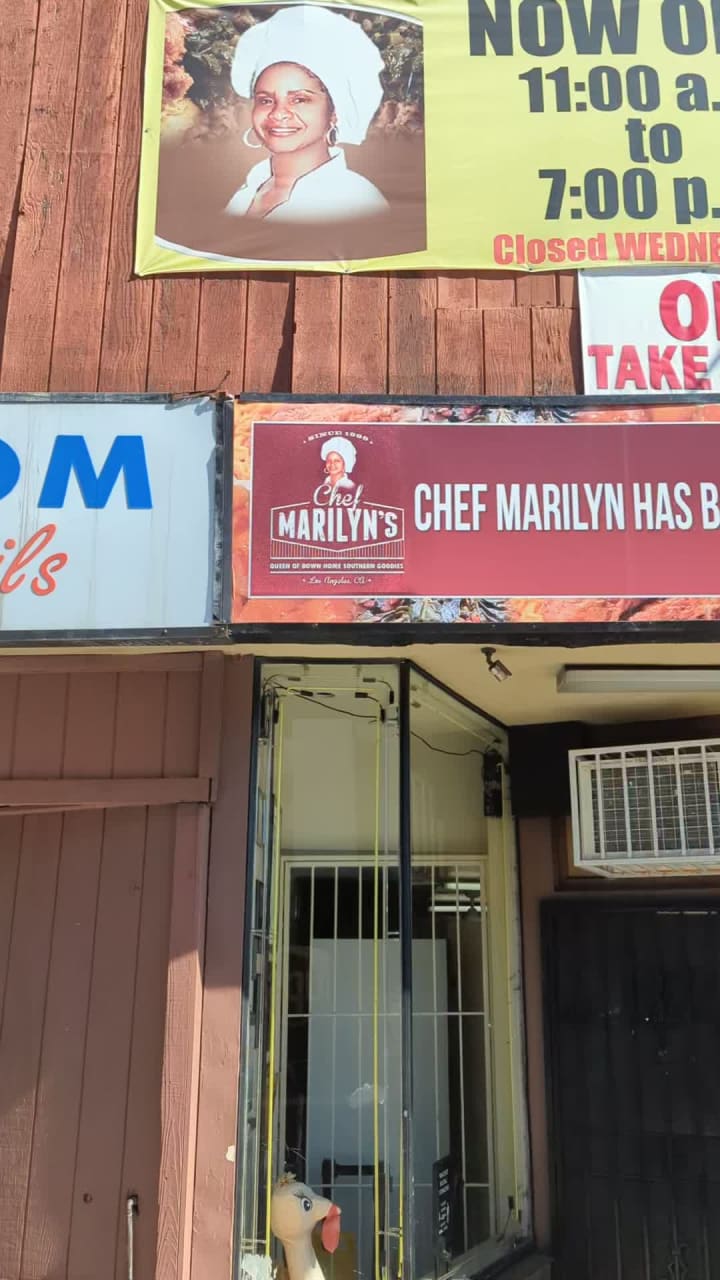 NOW O
11:00 a.
to
7:00 p.
Closed WEDNE
O
TAKE
OM
ils
SINCE 1999
Chef
MARILYN'S
QUEEN OF DOWN HOME SOUTHERN GOODIES
Los Angeles, CA
CHEF MARILYN HAS B